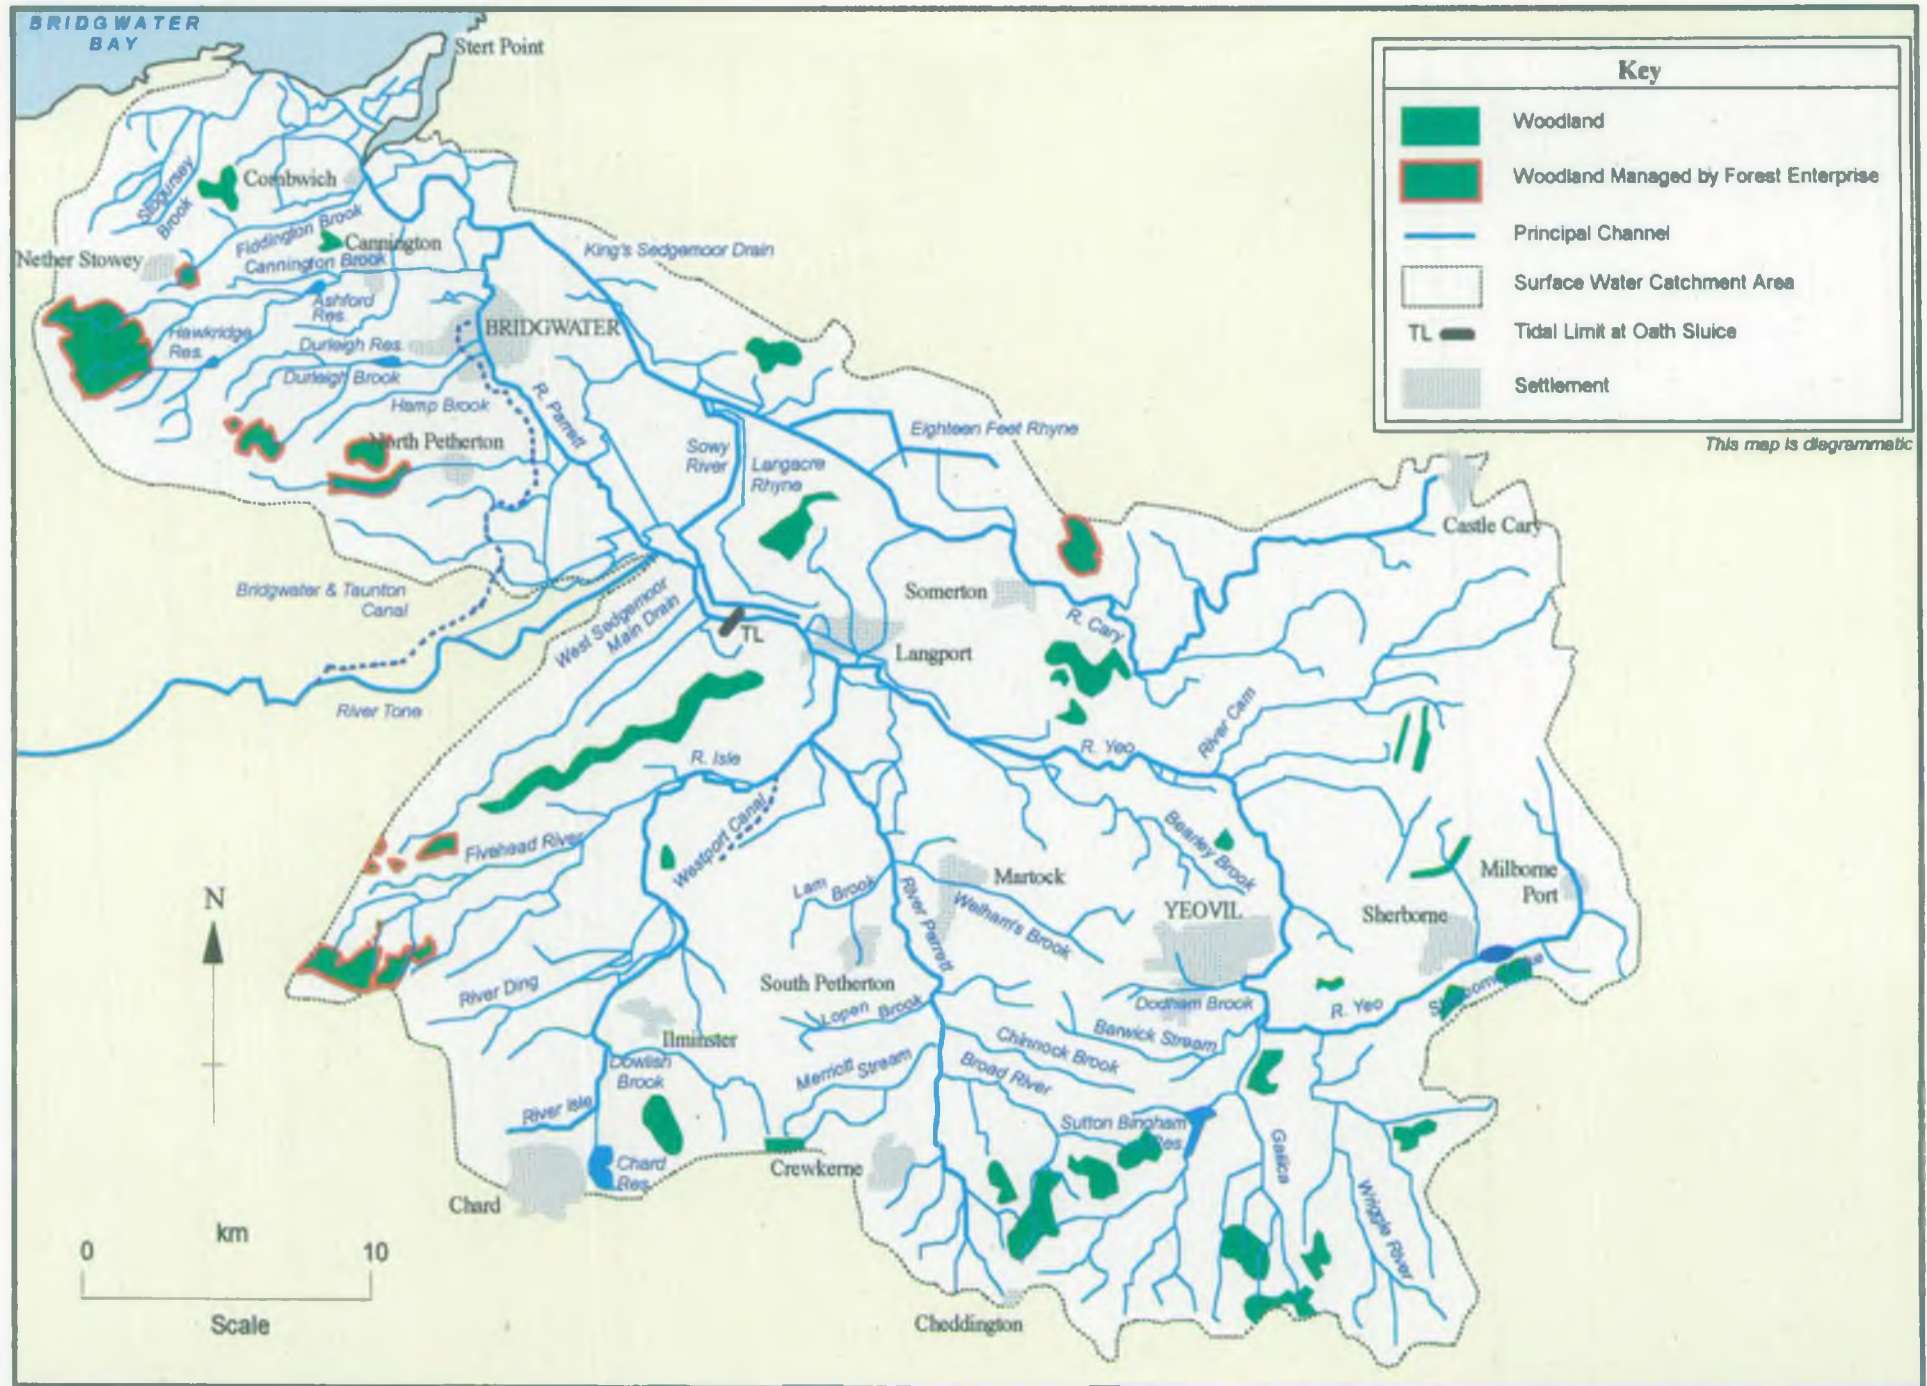 BRIDGWATER
BAY
Stert Point
Key
Woodland
Woodland Managed by Forest Enterprise
Principal Channel
Surface Water Catchment Area
TL Tidal Limit at Oath Sluice
Settlement
This map is diagrammatic
Stogursey
Brook
Combwich
Fiddington Brook
Cannington
Cannington Brook
Nether Stowey
King's Sedgemoor Drain
Ashford
Res.
Hawkridge
Res.
BRIDGWATER
Durleigh Res.
Durleigh Brook
Hamp Brook
R. Parrett
North Petherton
Sowy
River
Langacre
Rhyne
Eighteen Feet Rhyne
Castle Cary
Bridgwater & Taunton
Canal
West Sedgemoor
Main Drain
TL
Somerton
R. Cary
Langport
River Tone
River Cam
R. Isle
R. Yeo
Westport Canal
Fivehead River
Bearley Brook
Lam Brook
River Parrett
Martock
Walham's Brook
YEOVIL
Sherborne
Milborne
Port
N
River Ding
South Petherton
Lopen Brook
Dodham Brook
R. Yeo
Ilminster
Dowlish
Brook
Merriott Stream
Chinnock Brook
Barwick Stream
Broad River
River Isle
Sutton Bingham
Res.
Gallica
Wriggle River
Chard
Res.
Crewkerne
Chard
km
0 10
Scale
Cheddington